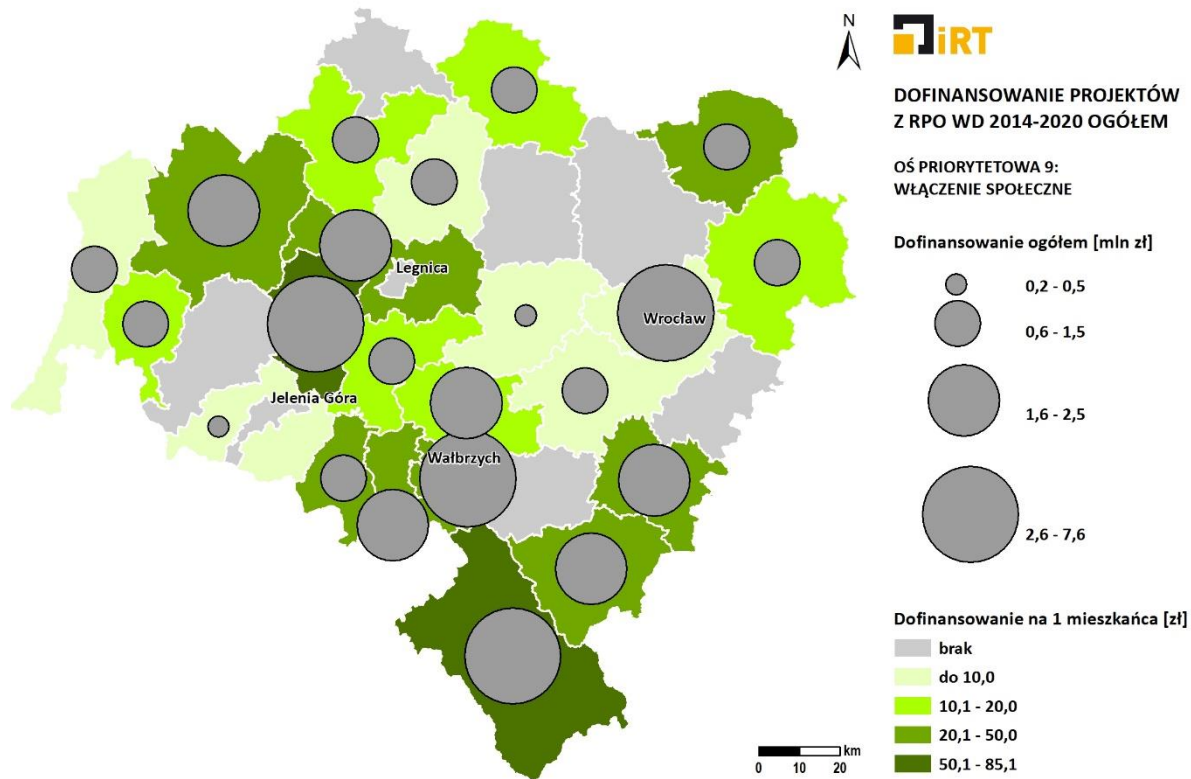 N
iRT
DOFINANSOWANIE PROJEKTÓW
Z RPO WD 2014-2020 OGÓŁEM
OŚ PRIORYTETOWA 9:
WŁĄCZENIE SPOŁECZNE
Dofinansowanie ogółem [mln zł]
0,2 - 0,5
0,6 - 1,5
1,6 - 2,5
2,6 - 7,6
Dofinansowanie na 1 mieszkańca [zł]
brak
do 10,0
10,1 - 20,0
20,1 - 50,0
50,1 - 85,1
Legnica
Wrocław
Jelenia Góra
Wałbrzych
km
0 10 20